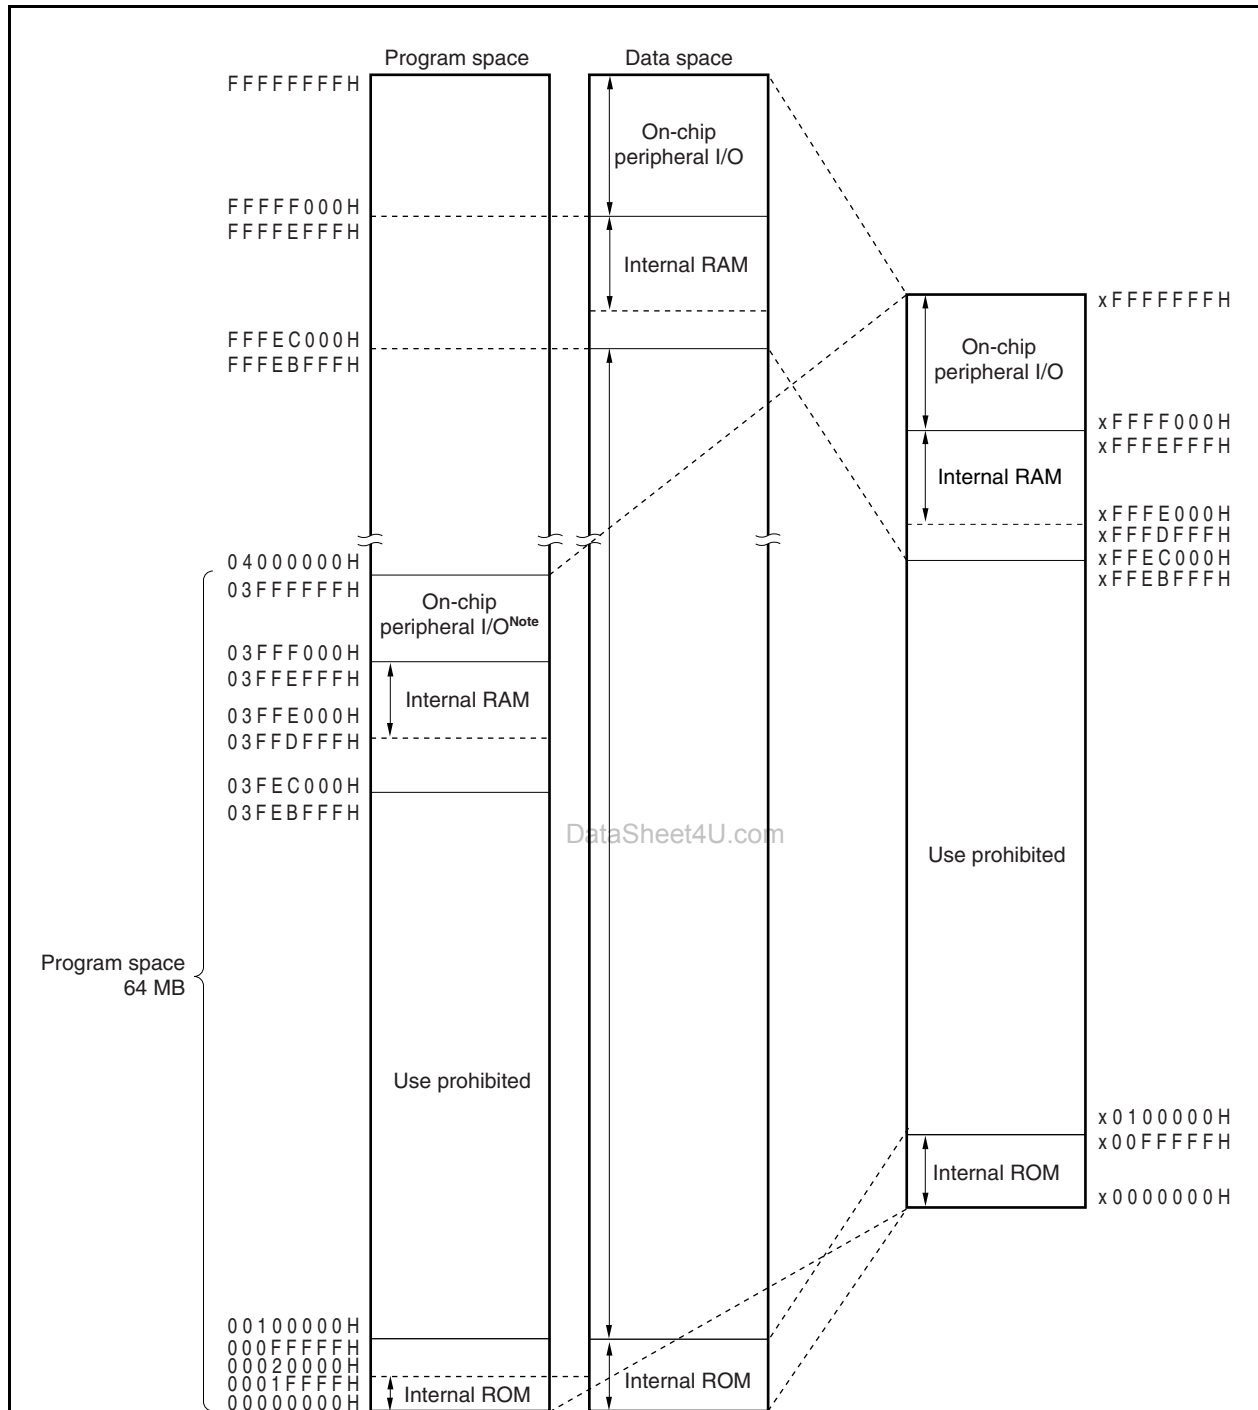 Program space
Data space
FFFFFFFFH
On-chip
peripheral I/O
FFFFF000H
FFFFEFFFH
Internal RAM
FFFEC000H
FFFEBFFFH
xFFFFFFFH
On-chip
peripheral I/O
xFFFF000H
xFFFEFFFH
Internal RAM
xFFFE000H
xFFFDFFFH
xFFEC000H
xFFEBFFFH
04000000H
03FFFFFFH
On-chip
peripheral I/ONote
03FFF000H
03FFEFFFH
Internal RAM
03FFE000H
03FFDFFFH
03FEC000H
03FEBFFFH
DataSheet4U.com
Use prohibited
Program space
64 MB
Use prohibited
x0100000H
x00FFFFFH
Internal ROM
x0000000H
00100000H
000FFFFFH
00020000H
0001FFFFH
00000000H
Internal ROM
Internal ROM